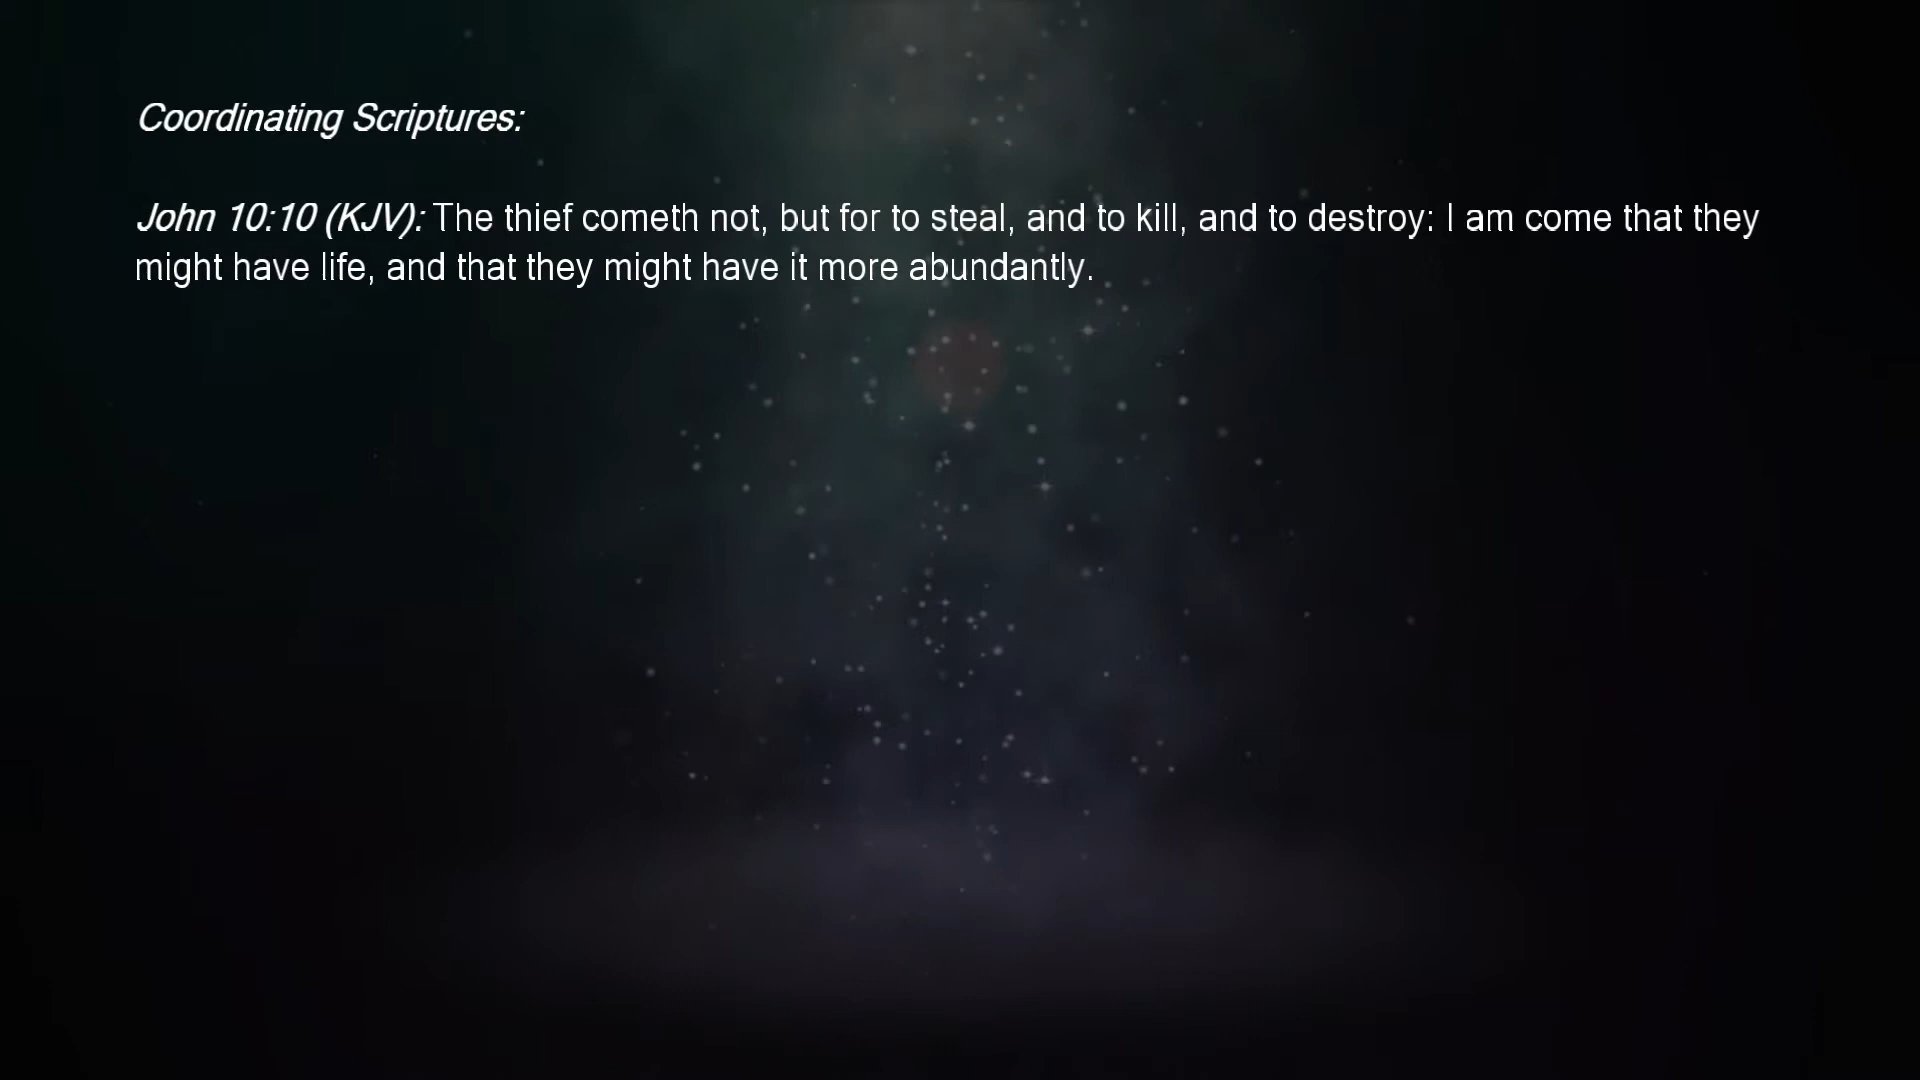 Coordinating Scriptures:
John 10:10 (KJV): The thief cometh not, but for to steal, and to kill, and to destroy: I am come that they
might have life, and that they might have it more abundantly.